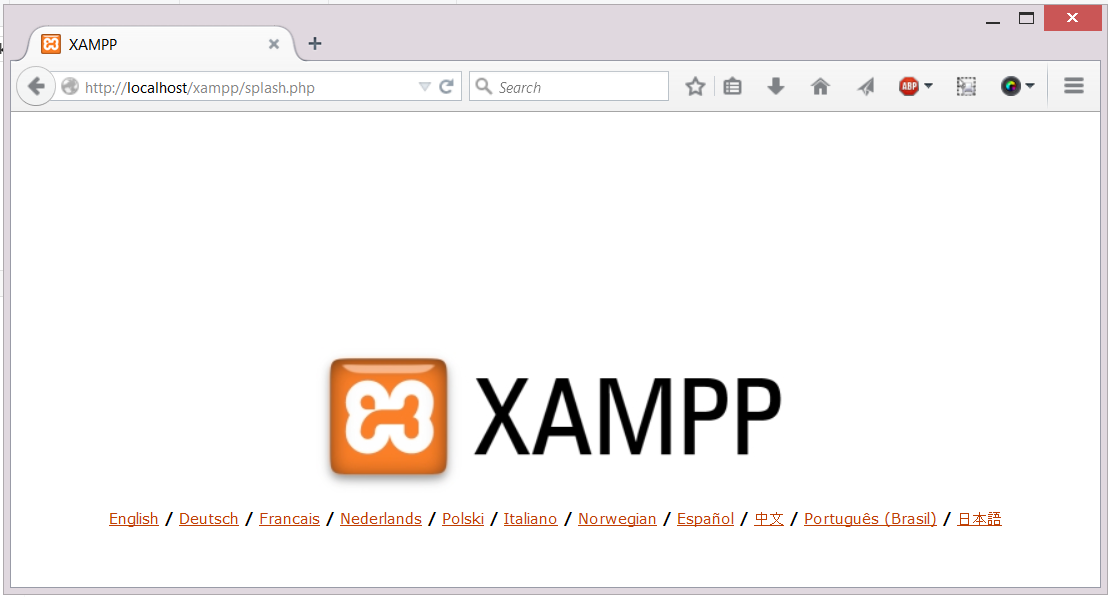 XAMPP
http://localhost/xampp/splash.php
Search
ABP
XAMPP
English / Deutsch / Francais / Nederlands / Polski / Italiano / Norwegian / Español / 中文 / Português (Brasil) / 日本語